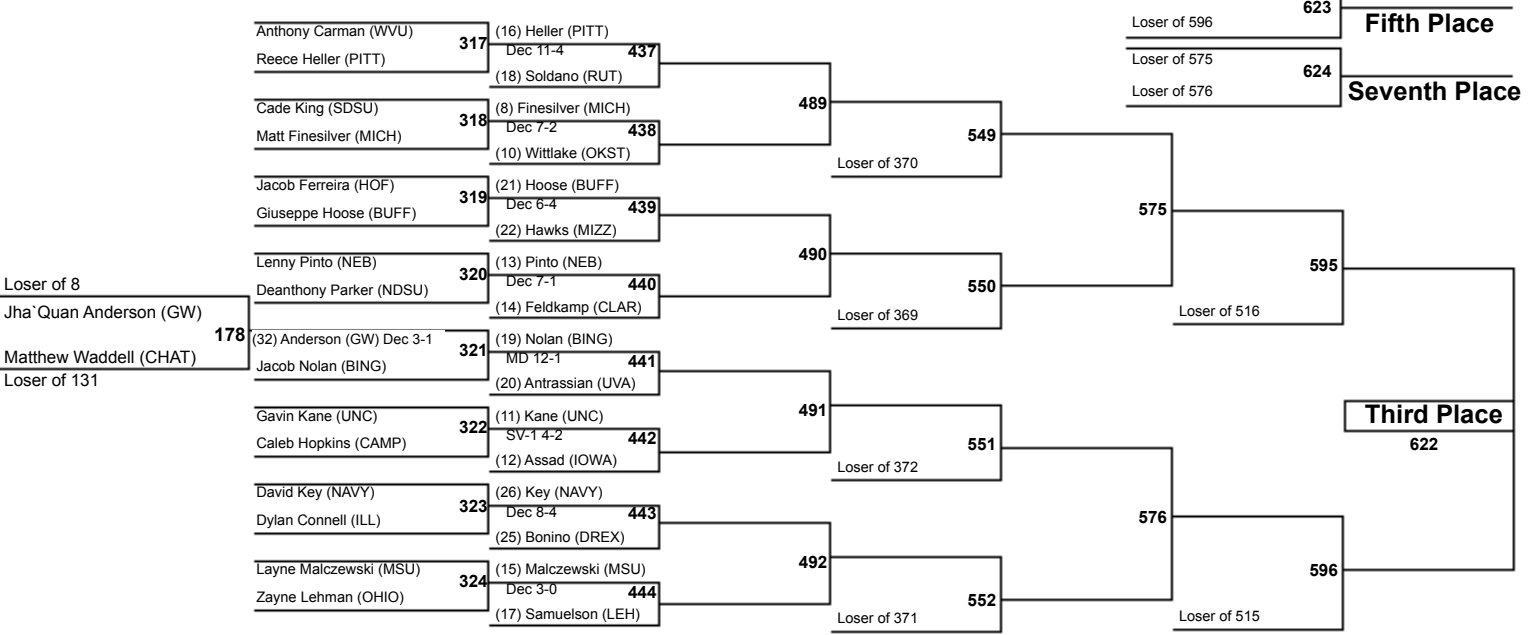 Loser of 8
Jha`Quan Anderson (GW)
178
Matthew Waddell (CHAT)
Loser of 131
Anthony Carman (WVU)
317
Reece Heller (PITT)
Cade King (SDSU)
318
Matt Finesilver (MICH)
Jacob Ferreira (HOF)
319
Giuseppe Hoose (BUFF)
Lenny Pinto (NEB)
320
Deanthony Parker (NDSU)
(32) Anderson (GW) Dec 3-1
321
Jacob Nolan (BING)
Gavin Kane (UNC)
322
Caleb Hopkins (CAMP)
David Key (NAVY)
323
Dylan Connell (ILL)
Layne Malczewski (MSU)
324
Zayne Lehman (OHIO)
(16) Heller (PITT)
Dec 11-4
437
(18) Soldano (RUT)
(8) Finesilver (MICH)
Dec 7-2
438
(10) Wittlake (OKST)
(21) Hoose (BUFF)
Dec 6-4
439
(22) Hawks (MIZZ)
(13) Pinto (NEB)
Dec 7-1
440
(14) Feldkamp (CLAR)
(19) Nolan (BING)
MD 12-1
441
(20) Antrassian (UVA)
(11) Kane (UNC)
SV-1 4-2
442
(12) Assad (IOWA)
(26) Key (NAVY)
Dec 8-4
443
(25) Bonino (DREX)
(15) Malczewski (MSU)
Dec 3-0
444
(17) Samuelson (LEH)
489
Loser of 370
490
Loser of 369
491
Loser of 372
492
Loser of 371
549
550
551
552
575
Loser of 516
576
Loser of 515
595
596
Third Place
622
Loser of 596
623
Fifth Place
Loser of 575
624
Loser of 576
Seventh Place